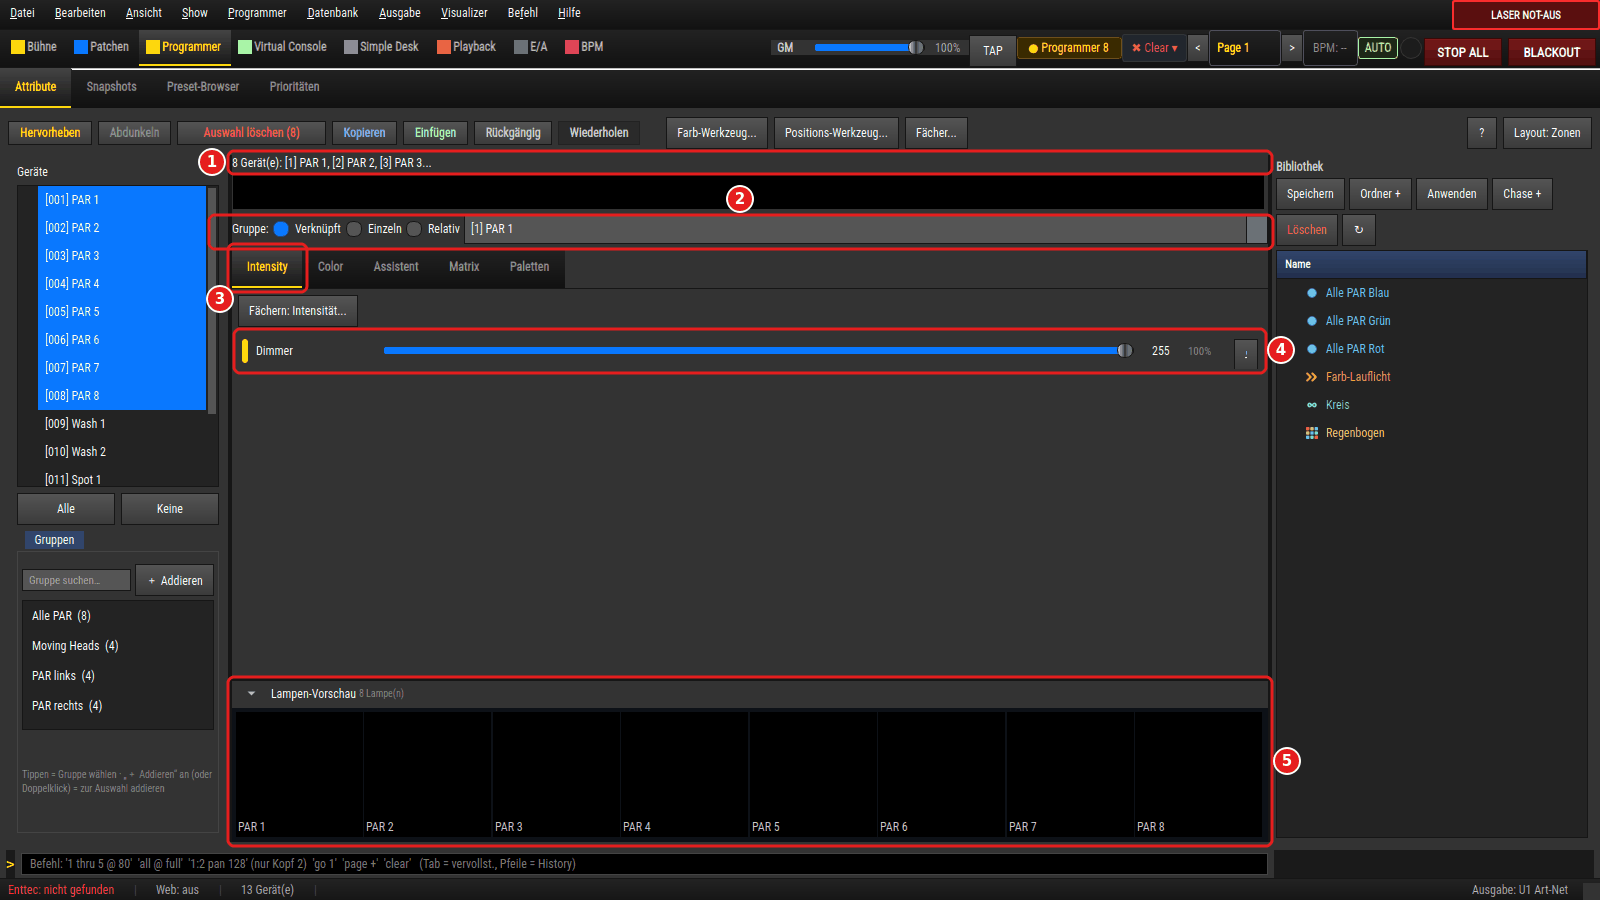 Datei Bearbeiten Ansicht Show Programmer Datenbank Ausgabe Visualizer Befehl Hilfe
LASER NOT-AUS
Bühne Patchen Programmer Virtual Console Simple Desk Playback E/A BPM
GM 100% TAP Programmer 8 Clear ▾ < Page 1 > BPM: -- AUTO STOP ALL BLACKOUT
Attribute Snapshots Preset-Browser Prioritäten
Hervorheben Abdunkeln Auswahl löschen (8) Kopieren Einfügen Rückgängig Wiederholen Farb-Werkzeug... Positions-Werkzeug... Fächer... ? Layout: Zonen
1 8 Gerät(e): [1] PAR 1, [2] PAR 2, [3] PAR 3...
Geräte
Bibliothek
[001] PAR 1
[002] PAR 2
[003] PAR 3
[004] PAR 4
[005] PAR 5
[006] PAR 6
[007] PAR 7
[008] PAR 8
[009] Wash 1
[010] Wash 2
[011] Spot 1
Alle Keine
Gruppen
Gruppe suchen... + Addieren
Alle PAR (8)
Moving Heads (4)
PAR links (4)
PAR rechts (4)
Tippen = Gruppe wählen · „ + Addieren“ an (oder
Doppelklick) = zur Auswahl addieren
2
Gruppe: Verknüpft Einzeln Relativ [1] PAR 1
Intensity Color Assistent Matrix Paletten
3
Fächern: Intensität...
Dimmer 255 100% 4
Lampen-Vorschau 8 Lampe(n)
5
PAR 1 PAR 2 PAR 3 PAR 4 PAR 5 PAR 6 PAR 7 PAR 8
Speichern Ordner + Anwenden Chase +
Löschen ↻
Name
Alle PAR Blau
Alle PAR Grün
Alle PAR Rot
Farb-Lauflicht
Kreis
Regenbogen
> Befehl: '1 thru 5 @ 80' 'all @ full' '1:2 pan 128' (nur Kopf 2) 'go 1' 'page +' 'clear' (Tab = vervollst., Pfeile = History)
Enttec: nicht gefunden Web: aus 13 Gerät(e) Ausgabe: U1 Art-Net